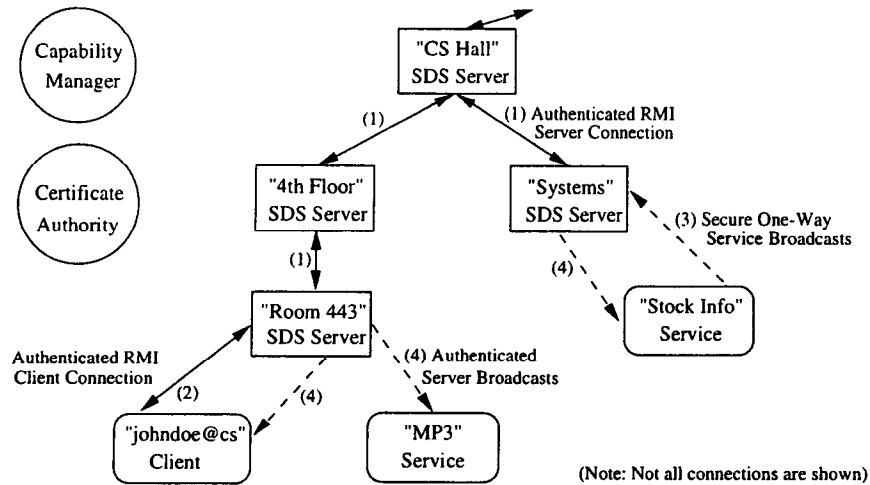 Capability
Manager
"CS Hall"
SDS Server
(1)
(1) Authenticated RMI
Server Connection
Certificate
Authority
"4th Floor"
SDS Server
"Systems"
SDS Server
(3) Secure One-Way
Service Broadcasts
(1)
(4)
"Room 443"
SDS Server
"Stock Info"
Service
Authenticated RMI
Client Connection
(2)
(4)
(4) Authenticated
Server Broadcasts
"johndoe@cs"
Client
"MP3"
Service
(Note: Not all connections are shown)